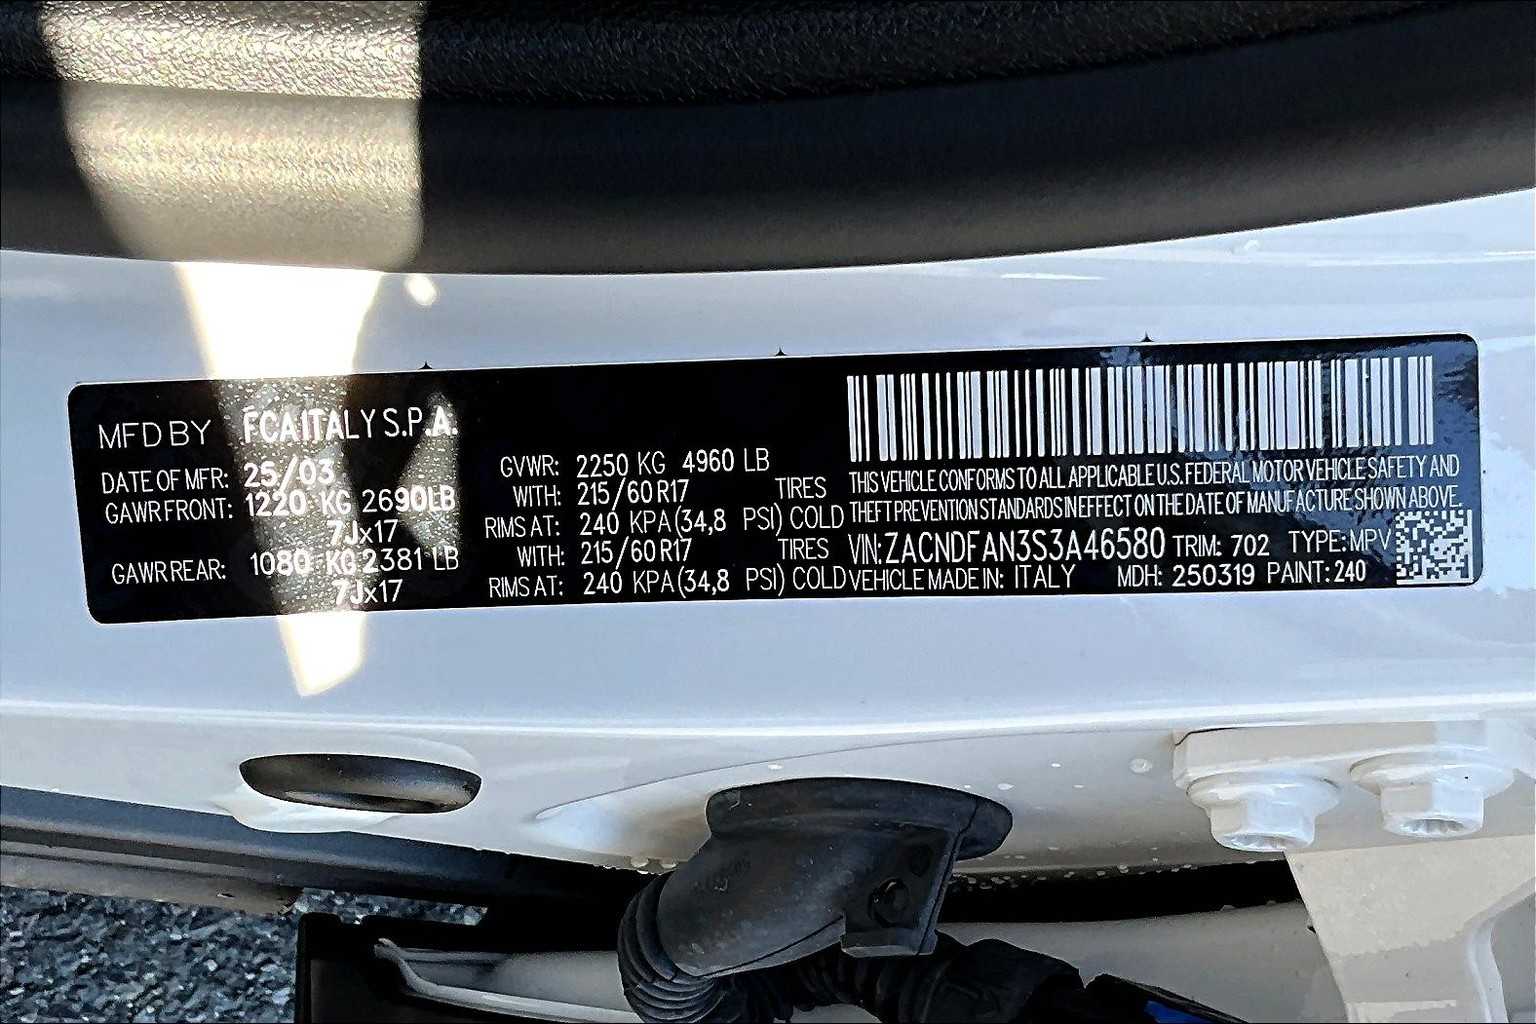 MFD BY FCA ITALY S.P.A.
DATE OF MFR: 25/03
GAWR FRONT: 1220 KG 2690 LB
7Jx17
GAWR REAR: 1080 KG 2381 LB
7Jx17
GVWR: 2250 KG 4960 LB
WITH: 215/60 R17 TIRES
RIMS AT: 240 KPA (34,8 PSI) COLD
WITH: 215/60 R17 TIRES
RIMS AT: 240 KPA (34,8 PSI) COLD
THIS VEHICLE CONFORMS TO ALL APPLICABLE U.S. FEDERAL MOTOR VEHICLE SAFETY AND
THEFT PREVENTION STANDARDS IN EFFECT ON THE DATE OF MANUFACTURE SHOWN ABOVE.
VIN: ZACNDFAN3S3A46580 TRIM: 702 TYPE: MPV
VEHICLE MADE IN: ITALY MDH: 250319 PAINT: 240